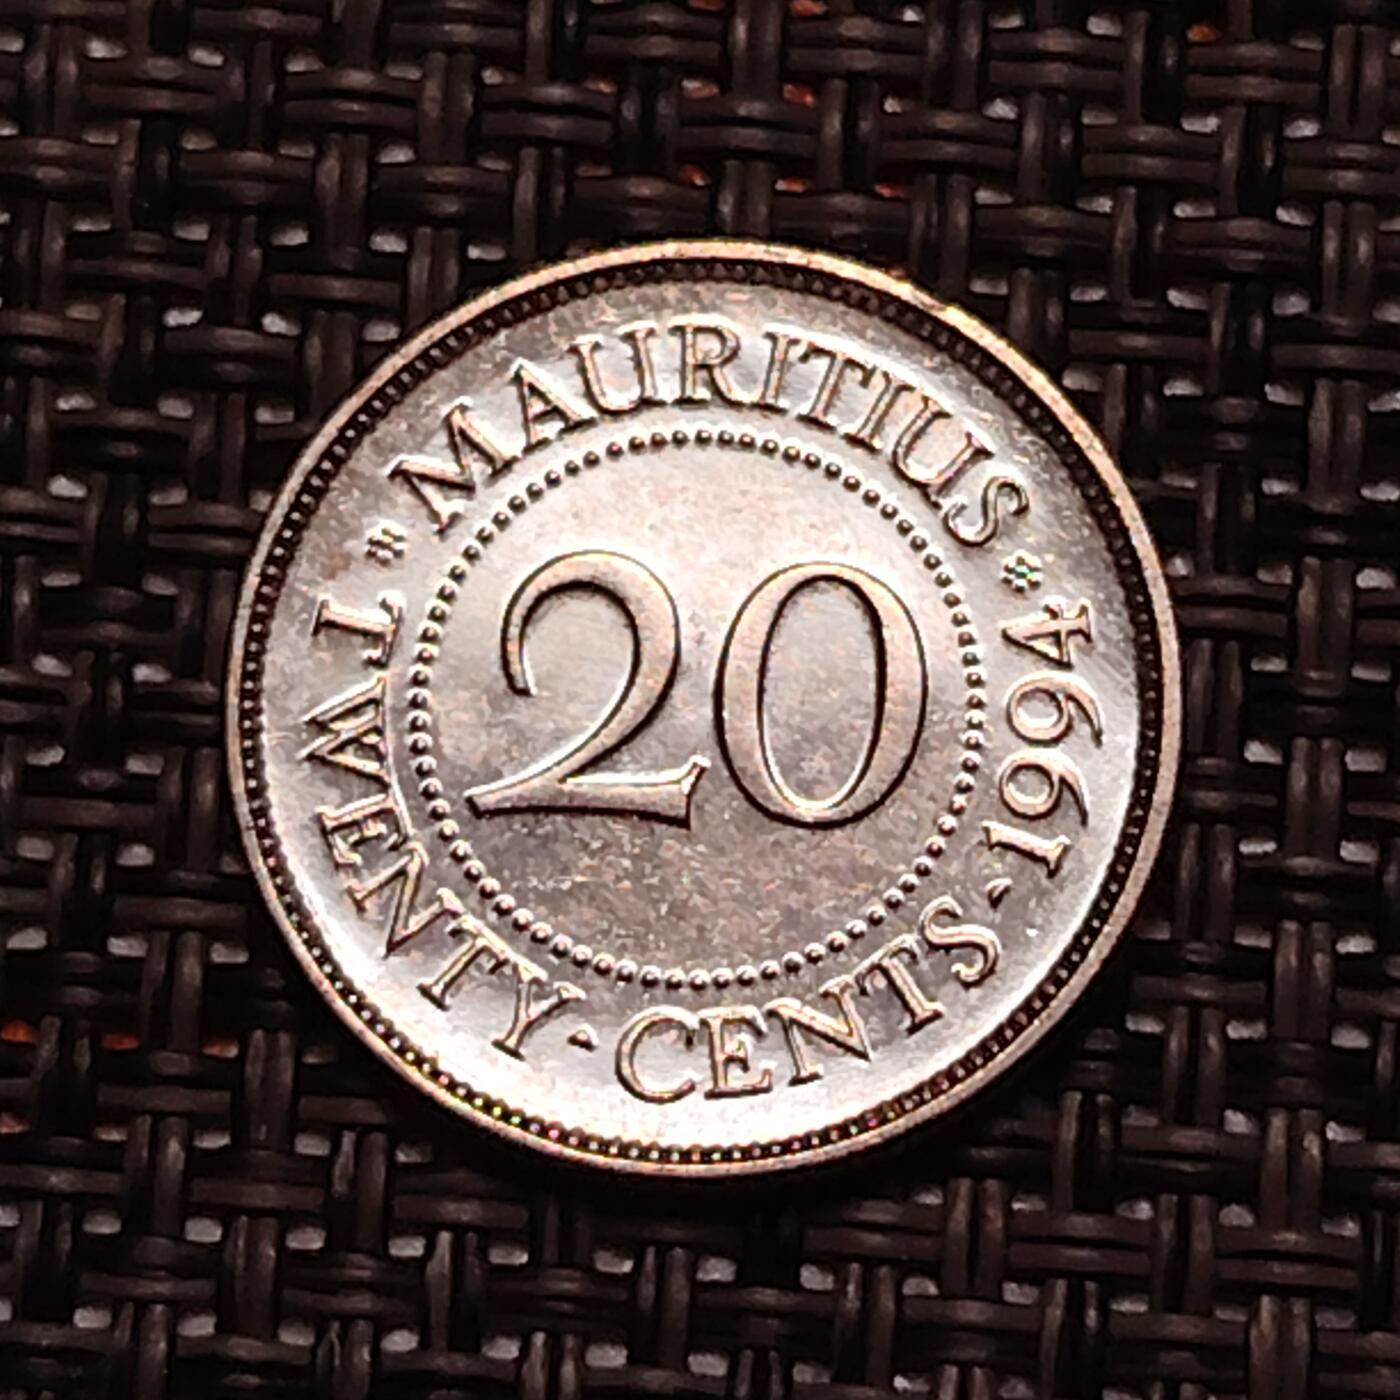 MAURITIUS
20
TWENTY · CENTS · 1994